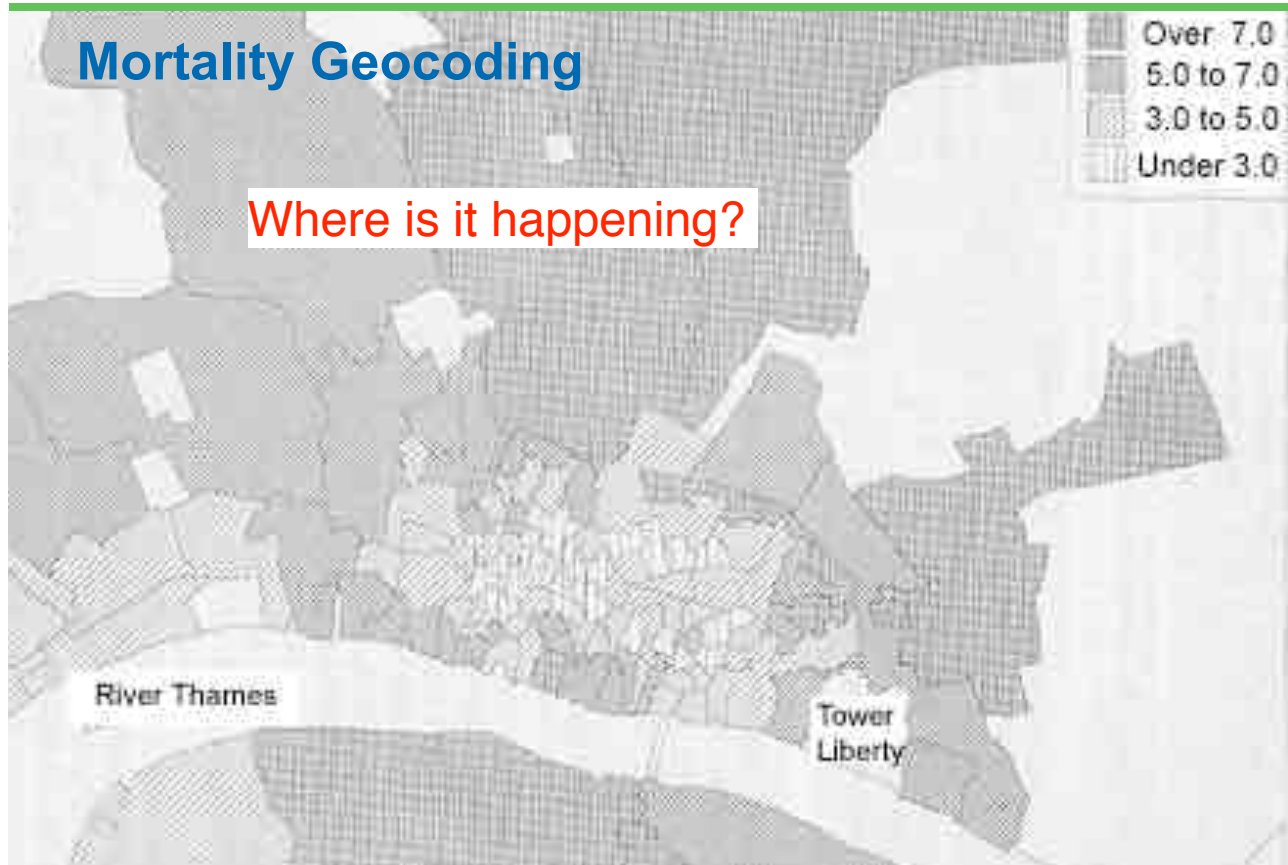 Mortality Geocoding
Over 7.0
5.0 to 7.0
3.0 to 5.0
Under 3.0
Where is it happening?
River Thames
Tower
Liberty